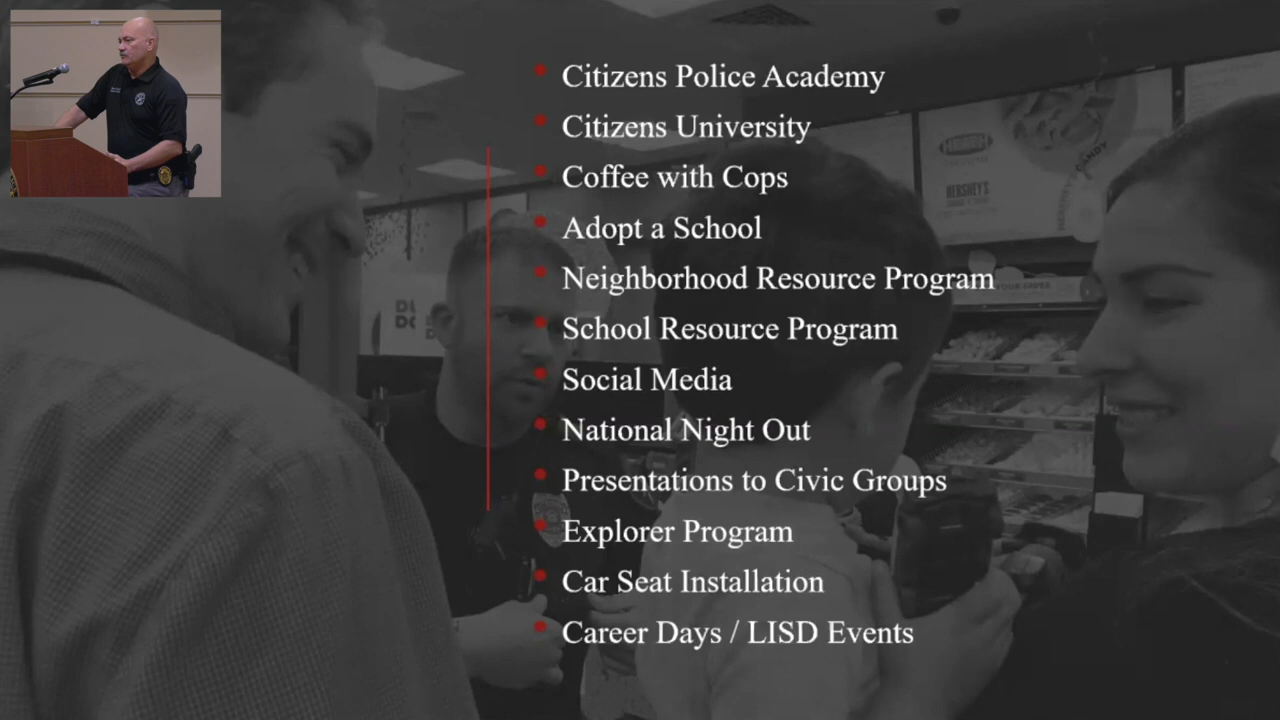 Citizens Police Academy
Citizens University
Coffee with Cops
Adopt a School
Neighborhood Resource Program
School Resource Program
Social Media
National Night Out
Presentations to Civic Groups
Explorer Program
Car Seat Installation
Career Days / LISD Events
HERSHEY'S